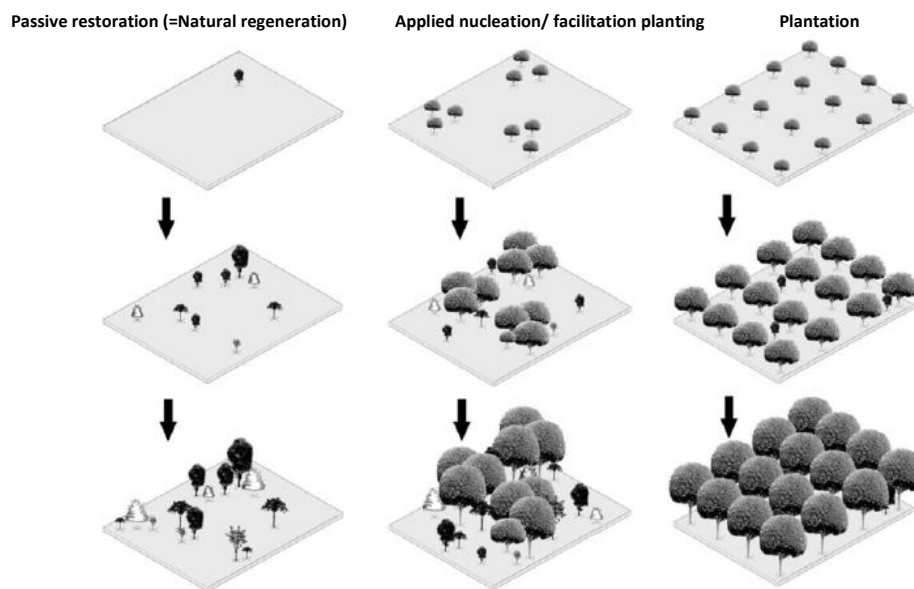 Passive restoration (=Natural regeneration)
Applied nucleation/ facilitation planting
Plantation